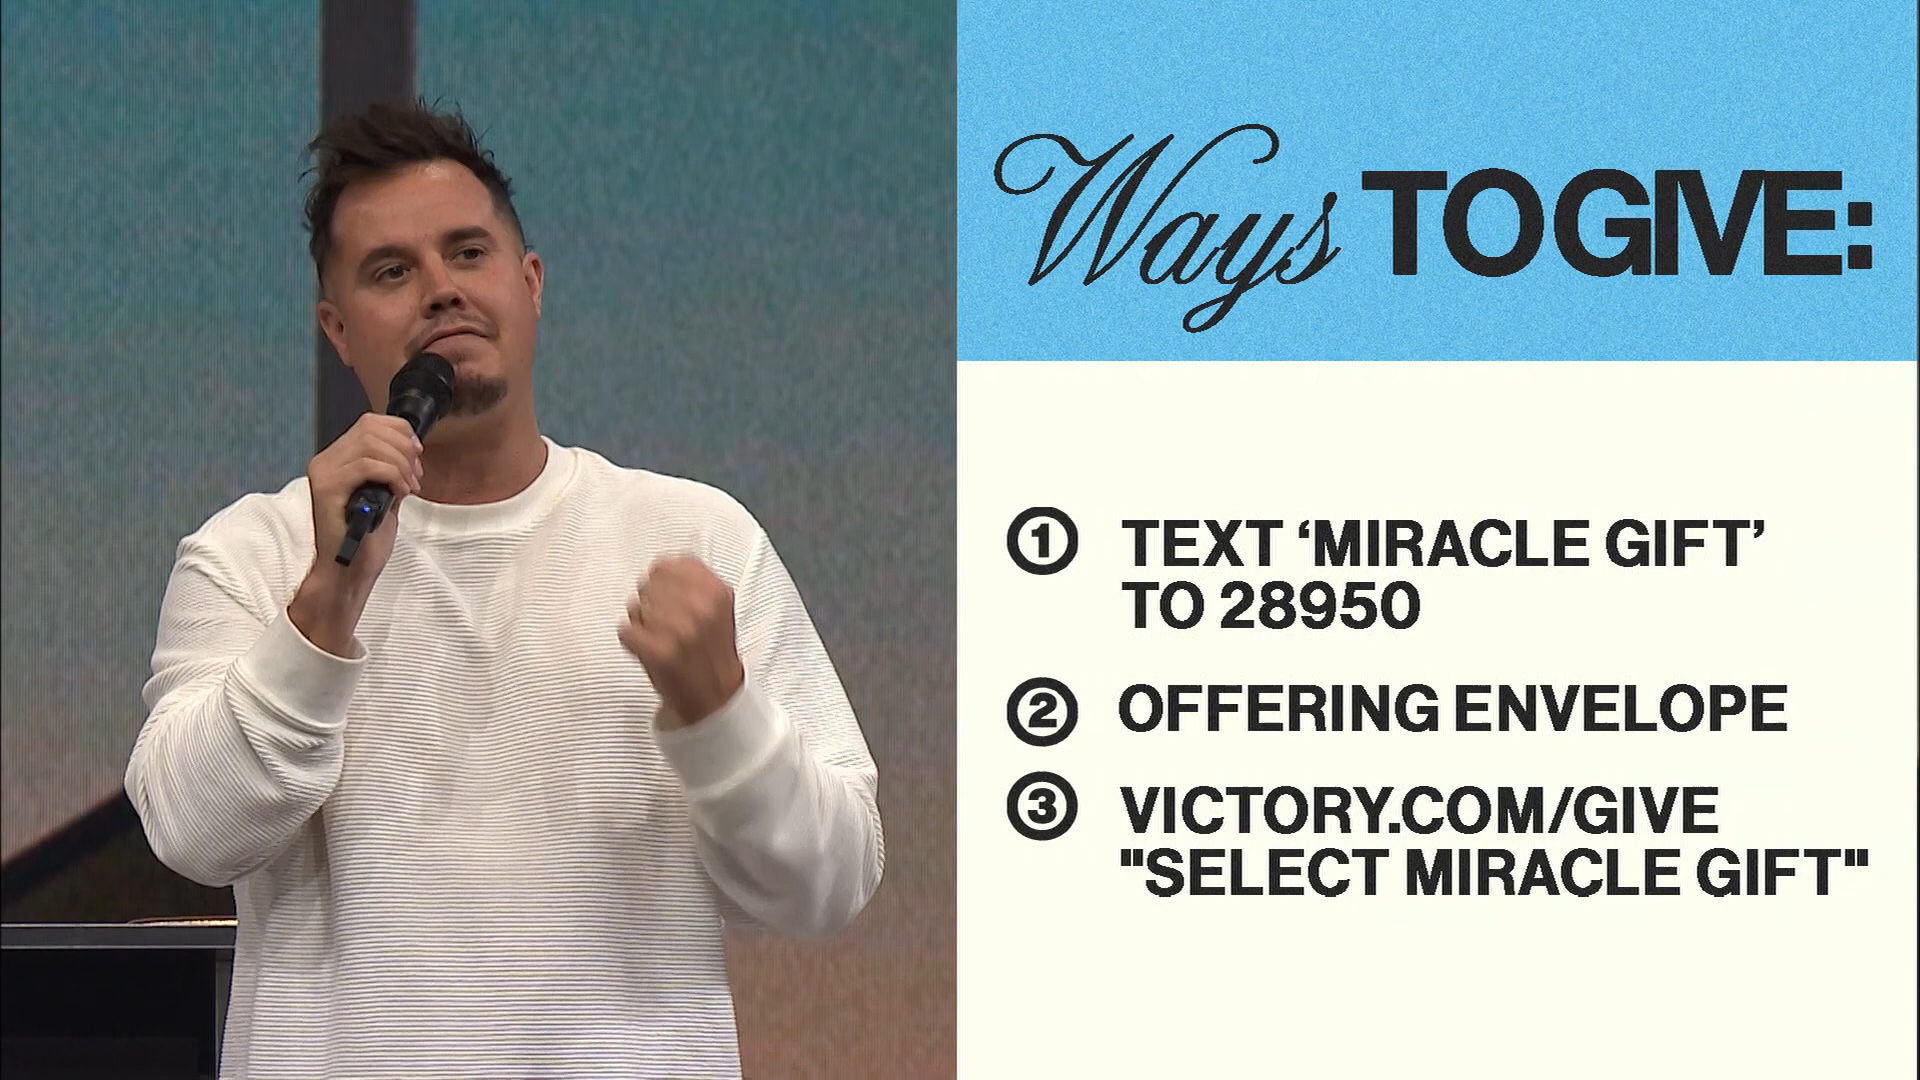 Ways TO GIVE:
1 TEXT ‘MIRACLE GIFT’
TO 28950
2 OFFERING ENVELOPE
3 VICTORY.COM/GIVE
"SELECT MIRACLE GIFT"